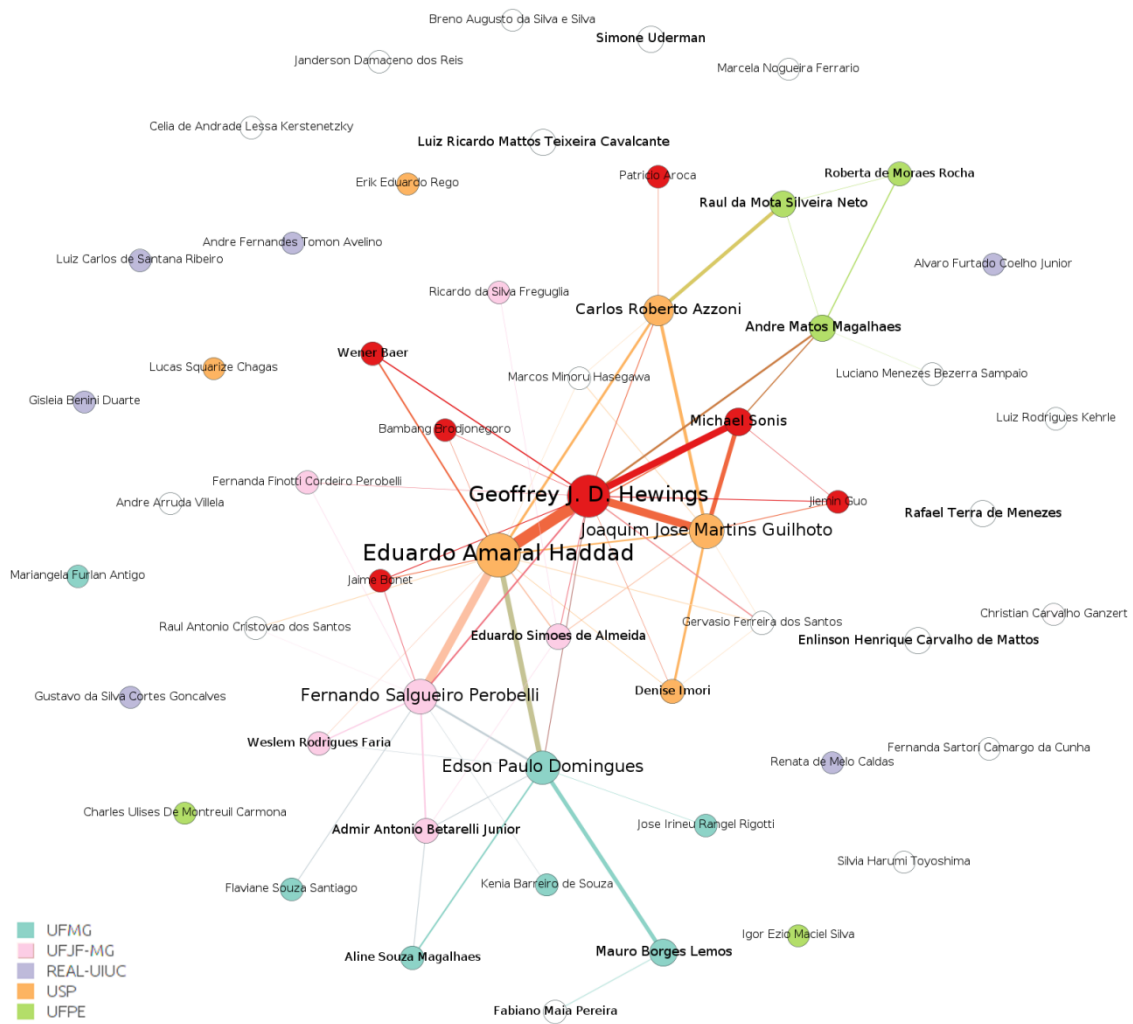 Breno Augusto da Silva e Silva
Simone Uderman
Janderson Damaceno dos Reis
Marcela Nogueira Ferrario
Celia de Andrade Lessa Kerstenetzky
Luiz Ricardo Mattos Teixeira Cavalcante
Patricio Aroca
Roberta de Moraes Rocha
Erik Eduardo Rego
Raul da Mota Silveira Neto
Andre Fernandes Tomon Avelino
Luiz Carlos de Santana Ribeiro
Alvaro Furtado Coelho Junior
Ricardo da Silva Freguglia
Carlos Roberto Azzoni
Andre Matos Magalhaes
Wener Baer
Lucas Squarize Chagas
Marcos Minoru Hasegawa
Luciano Menezes Bezerra Sampaio
Gisleia Benini Duarte
Luiz Rodrigues Kehrle
Michael Sonis
Bambang Brodjonegoro
Fernanda Finotti Cordeiro Perobelli
Geoffrey J. D. Hewings
Andre Arruda Villela
Jiemin Guo
Rafael Terra de Menezes
Joaquim Jose Martins Guilhoto
Eduardo Amaral Haddad
Mariangela Furlan Antigo
Jaime Bonet
Christian Carvalho Ganzert
Raul Antonio Cristovao dos Santos
Gervasio Ferreira dos Santos
Eduardo Simoes de Almeida
Enlinson Henrique Carvalho de Mattos
Denise Imori
Gustavo da Silva Cortes Goncalves
Fernando Salgueiro Perobelli
Weslem Rodrigues Faria
Fernanda Sartori Camargo da Cunha
Renata de Melo Caldas
Edson Paulo Domingues
Charles Ulises De Montreuil Carmona
Jose Irineu Rangel Rigotti
Admir Antonio Betarelli Junior
Silvia Harumi Toyoshima
Kenia Barreiro de Souza
Flaviane Souza Santiago
Igor Ezio Maciel Silva
Mauro Borges Lemos
Aline Souza Magalhaes
Fabiano Maia Pereira
UFMG
UFJF-MG
REAL-UIUC
USP
UFPE